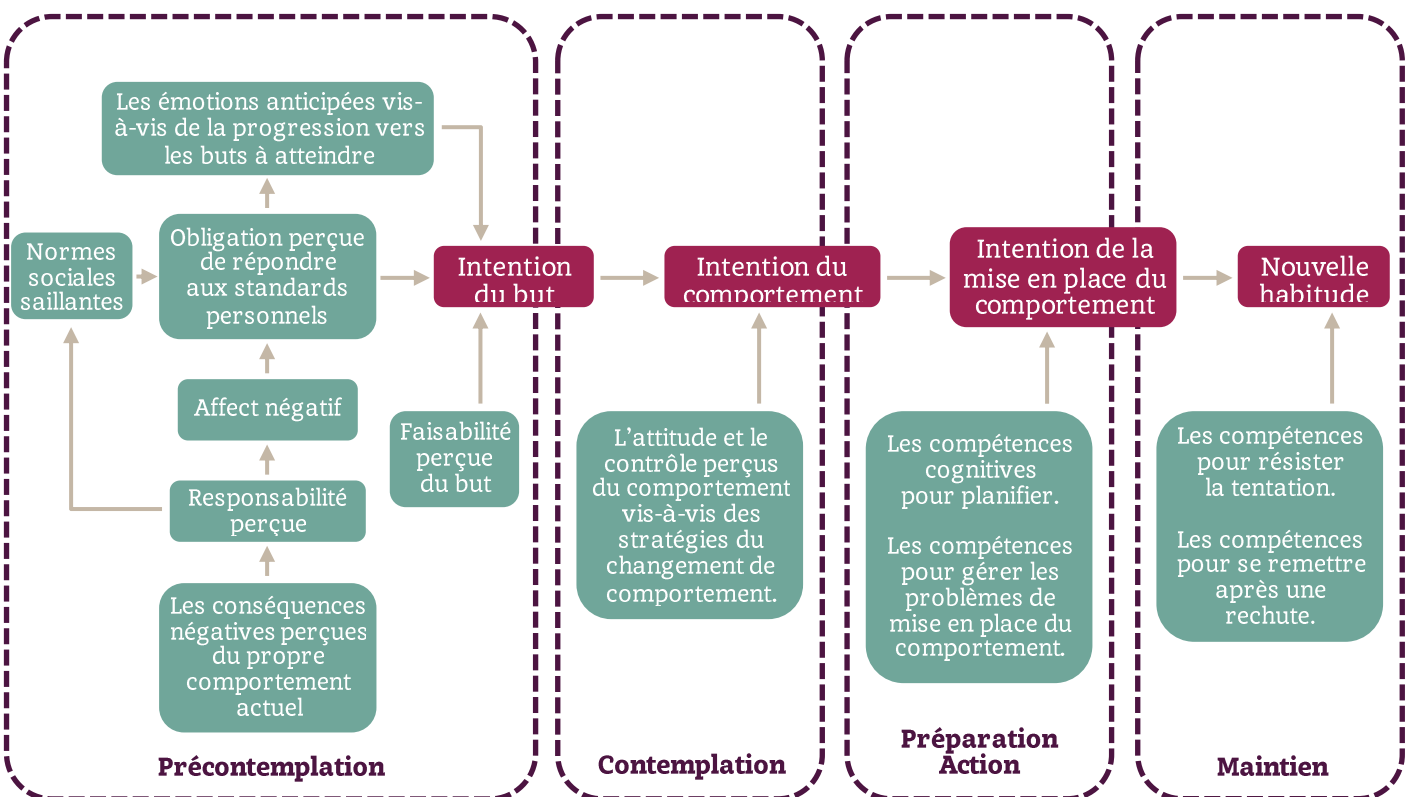 Les émotions anticipées vis-
à-vis de la progression vers
les buts à atteindre
Normes
sociales
saillantes
Obligation perçue
de répondre
aux standards
personnels
Affect négatif
Responsabilité
perçue
Les conséquences
négatives perçues
du propre
comportement
actuel
Intention
du but
Faisabilité
perçue
du but
Précontemplation
Intention du
comportement
L’attitude et le
contrôle perçus
du comportement
vis-à-vis des
stratégies du
changement de
comportement.
Contemplation
Intention de la
mise en place du
comportement
Les compétences
cognitives
pour planifier.
Les compétences
pour gérer les
problèmes de
mise en place du
comportement.
Préparation
Action
Nouvelle
habitude
Les compétences
pour résister
la tentation.
Les compétences
pour se remettre
après une
rechute.
Maintien